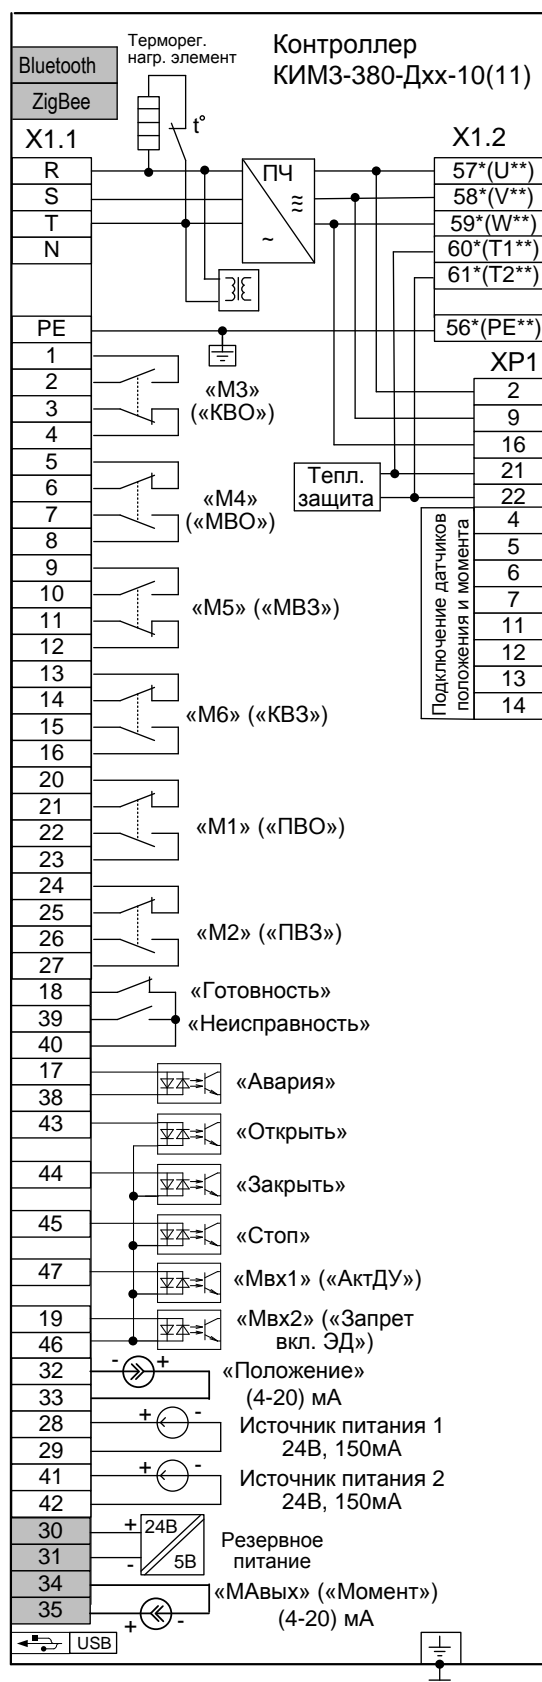 Bluetooth
ZigBee
Терморег.
нагр. элемент
t°
Контроллер
КИМ3-380-Дхх-10(11)
X1.1
R
S
T
N
PE
1
2
3
4
5
6
7
8
9
10
11
12
13
14
15
16
20
21
22
23
24
25
26
27
18
39
40
17
38
43
44
45
47
19
46
32
33
28
29
41
42
30
31
34
35
USB
ПЧ
≈
~
X1.2
57*(U**)
58*(V**)
59*(W**)
60*(T1**)
61*(T2**)
56*(PE**)
XP1
2
9
16
21
22
4
5
6
7
11
12
13
14
Тепл.
защита
Подключение датчиков
положения и момента
«М3»
(«КВО»)
«М4»
(«МВО»)
«М5» («МВЗ»)
«М6» («КВЗ»)
«М1» («ПВО»)
«М2» («ПВЗ»)
«Готовность»
«Неисправность»
«Авария»
«Открыть»
«Закрыть»
«Стоп»
«Мвх1» («АктДУ»)
«Мвх2» («Запрет
вкл. ЭД»)
- +
«Положение»
(4-20) мА
+ -
Источник питания 1
24В, 150мА
+ -
Источник питания 2
24В, 150мА
+ 24В
- 5В
Резервное
питание
«МАвых» («Момент»)
(4-20) мА
+ -